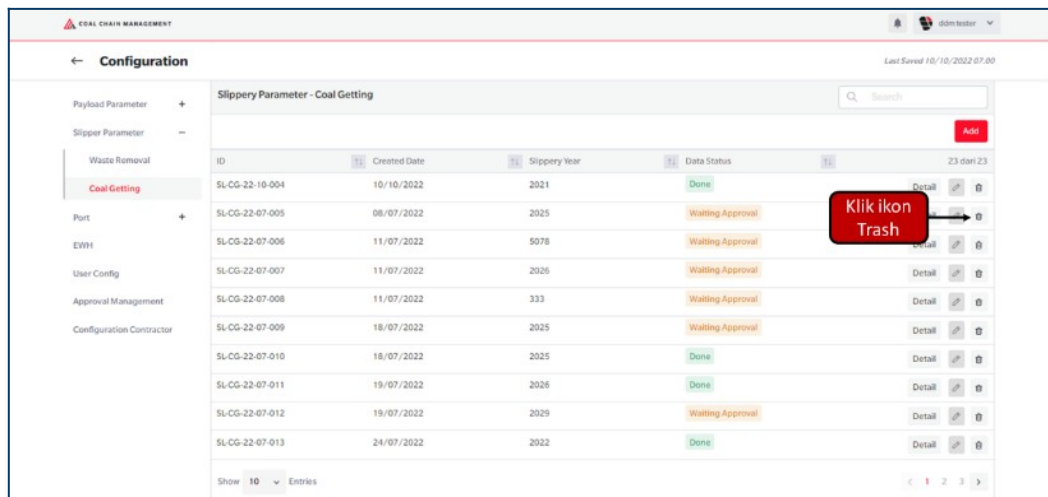 COAL CHAIN MANAGEMENT
ddm tester
Configuration
Last Saved 10/10/2022 07.00
Payload Parameter +
Slipper Parameter −
Waste Removal
Coal Getting
Port +
EWH
User Config
Approval Management
Configuration Contractor
Slippery Parameter - Coal Getting
Search
Add
ID Created Date Slippery Year Data Status 23 dari 23
SL-CG-22-10-004 10/10/2022 2021 Done Detail
SL-CG-22-07-005 08/07/2022 2025 Waiting Approval
Klik ikon
Trash
SL-CG-22-07-006 11/07/2022 5078 Waiting Approval Detail
SL-CG-22-07-007 11/07/2022 2026 Waiting Approval Detail
SL-CG-22-07-008 11/07/2022 333 Waiting Approval Detail
SL-CG-22-07-009 18/07/2022 2025 Waiting Approval Detail
SL-CG-22-07-010 18/07/2022 2025 Done Detail
SL-CG-22-07-011 19/07/2022 2026 Done Detail
SL-CG-22-07-012 19/07/2022 2029 Waiting Approval Detail
SL-CG-22-07-013 24/07/2022 2022 Done Detail
Show 10 Entries
< 1 2 3 >